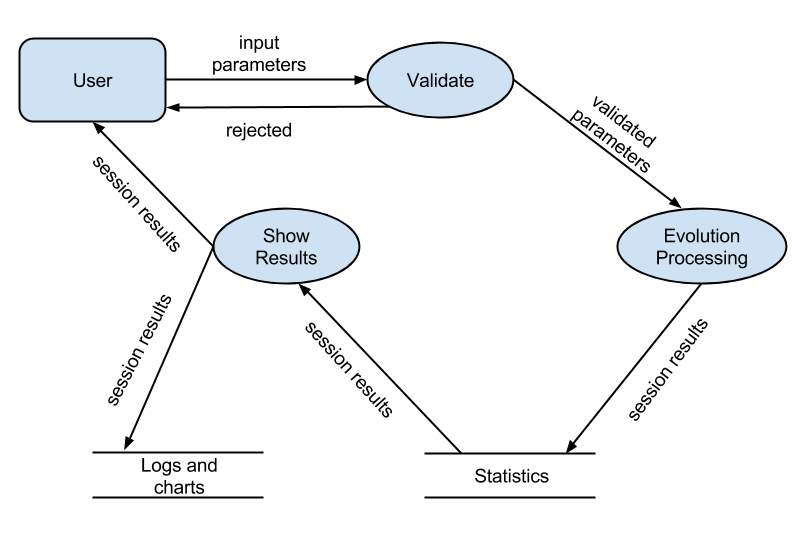 input
parameters
User
Validate
rejected
validated
parameters
session results
Show
Results
Evolution
Processing
session results
session results
session results
Logs and
charts
Statistics